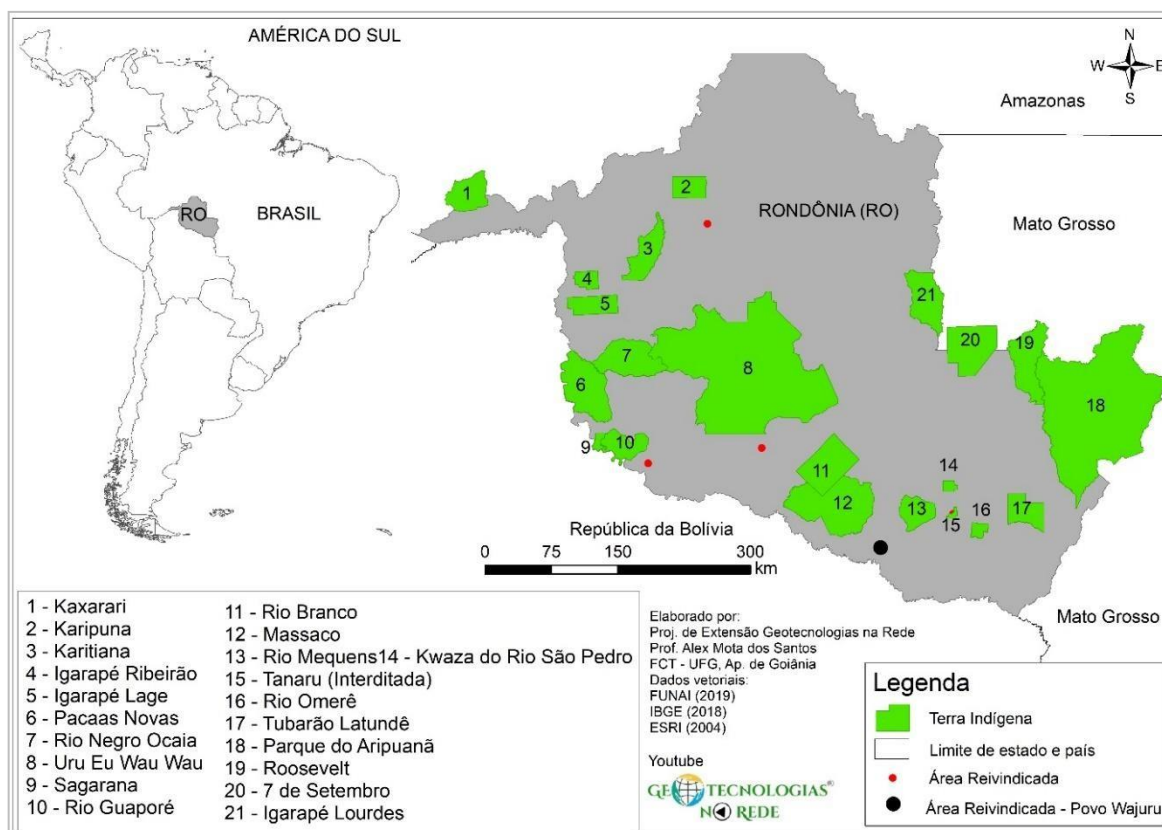 AMÉRICA DO SUL
RO
BRASIL
N
W E
S
Amazonas
RONDÔNIA (RO)
Mato Grosso
1
2
3
4
5
6
7
8
9
10
11
12
13
14
15
16
17
18
19
20
21
República da Bolívia
0 75 150 300
km
Mato Grosso
1 - Kaxarari
2 - Karipuna
3 - Karitiana
4 - Igarapé Ribeirão
5 - Igarapé Lage
6 - Pacaas Novas
7 - Rio Negro Ocaia
8 - Uru Eu Wau Wau
9 - Sagarana
10 - Rio Guaporé
11 - Rio Branco
12 - Massaco
13 - Rio Mequens14 - Kwaza do Rio São Pedro
15 - Tanaru (Interditada)
16 - Rio Omerê
17 - Tubarão Latundê
18 - Parque do Aripuanã
19 - Roosevelt
20 - 7 de Setembro
21 - Igarapé Lourdes
Elaborado por:
Proj. de Extensão Geotecnologias na Rede
Prof. Alex Mota dos Santos
FCT - UFG, Ap. de Goiânia
Dados vetoriais:
FUNAI (2019)
IBGE (2018)
ESRI (2004)
Youtube
GEOTECNOLOGIAS®
NA REDE
Legenda
Terra Indígena
Limite de estado e país
Área Reivindicada
Área Reivindicada - Povo Wajuru